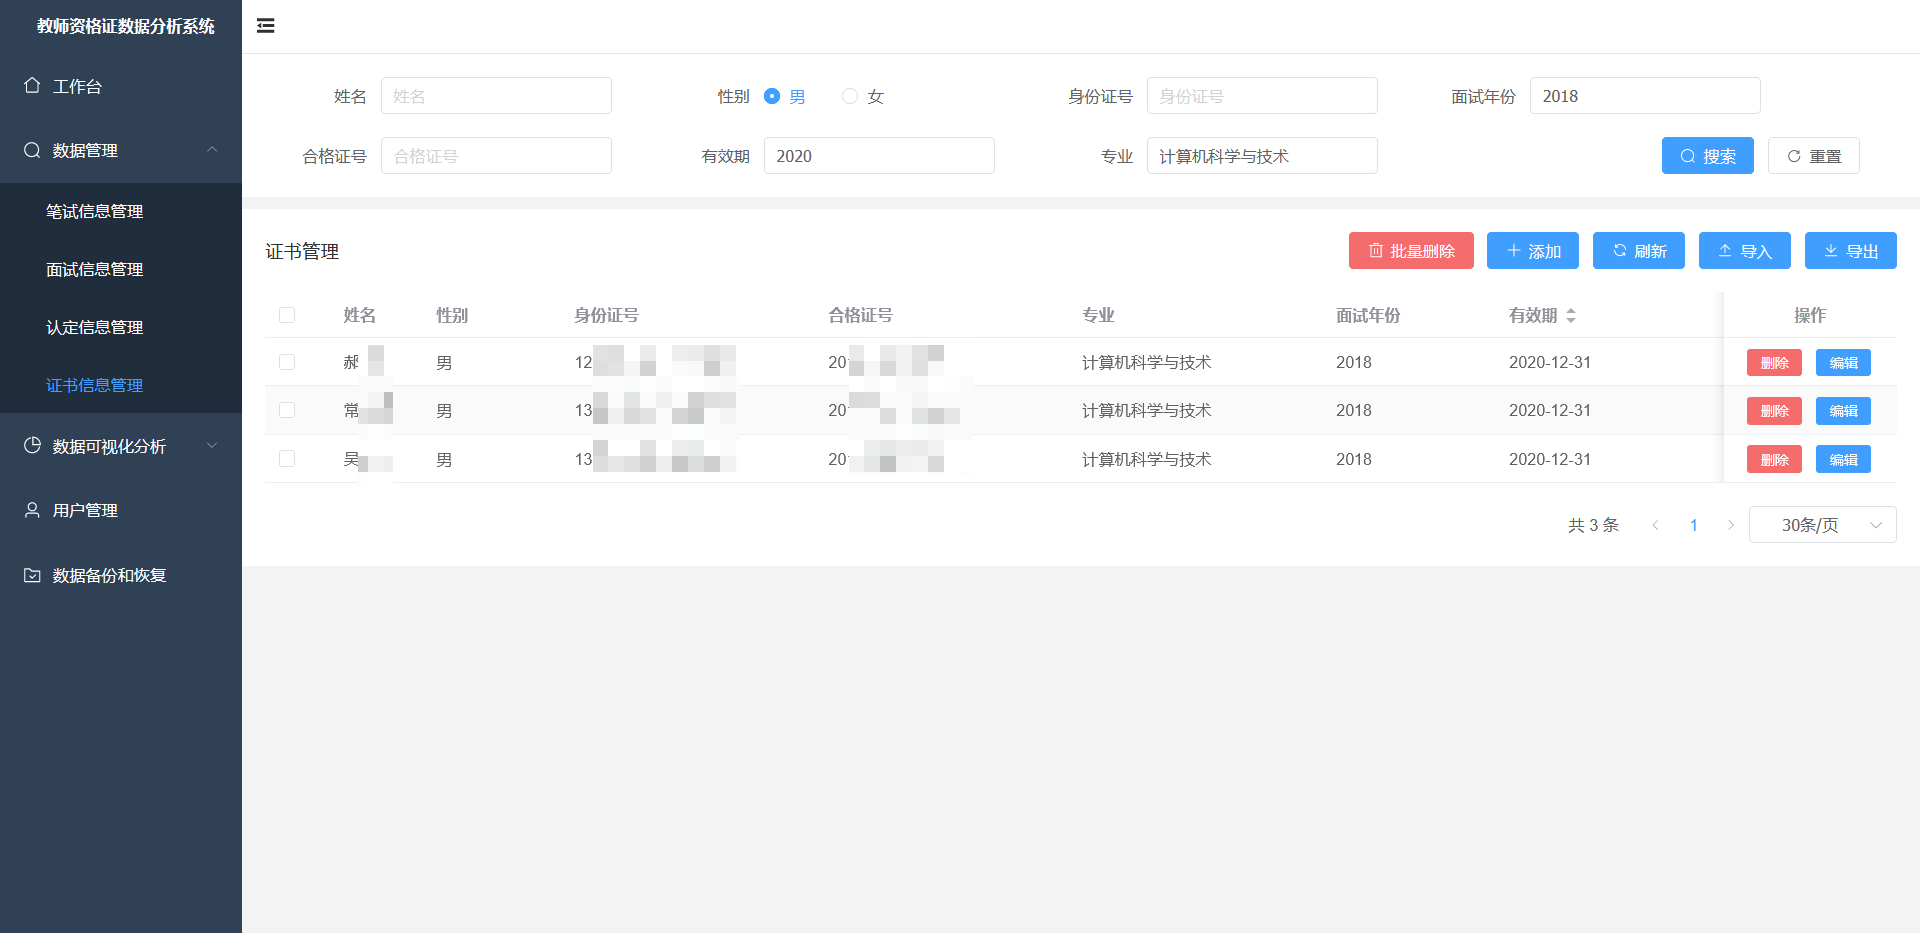 教师资格证数据分析系统
工作台
数据管理
笔试信息管理
面试信息管理
认定信息管理
证书信息管理
数据可视化分析
用户管理
数据备份和恢复
姓名 姓名 性别 男 女 身份证号 身份证号 面试年份 2018
合格证号 合格证号 有效期 2020 专业 计算机科学与技术 搜索 重置
证书管理 批量删除 添加 刷新 导入 导出
姓名 性别 身份证号 合格证号 专业 面试年份 有效期 操作
郝 男 12 20 计算机科学与技术 2018 2020-12-31 删除 编辑
常 男 13 20 计算机科学与技术 2018 2020-12-31 删除 编辑
吴 男 13 20 计算机科学与技术 2018 2020-12-31 删除 编辑
共 3 条 1 30条/页